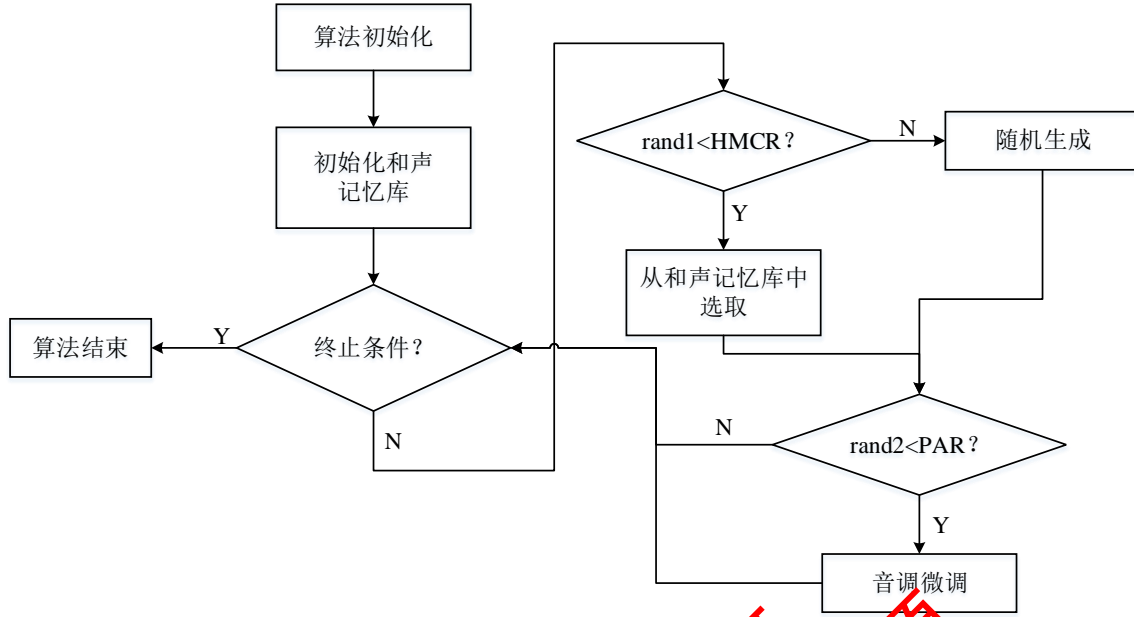 算法初始化
初始化和声
记忆库
终止条件？
Y
算法结束
N
rand1<HMCR？
N
随机生成
Y
从和声记忆库中
选取
rand2<PAR？
N
Y
音调微调